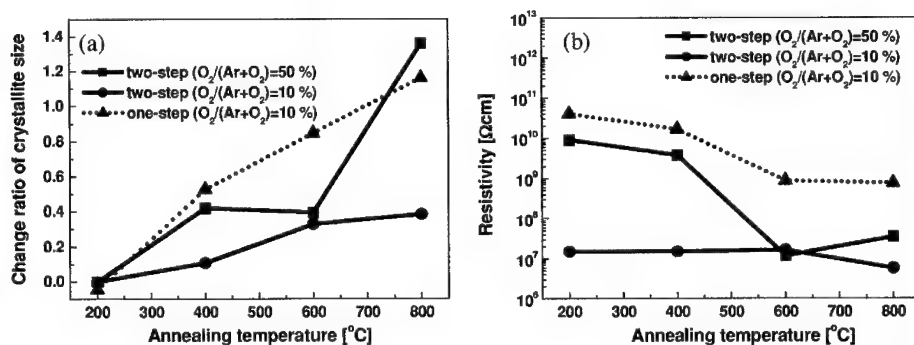 (a)
two-step (O2/(Ar+O2)=50 %)
two-step (O2/(Ar+O2)=10 %)
one-step (O2/(Ar+O2)=10 %)
1.4
1.2
1.0
0.8
0.6
0.4
0.2
0.0
Change ratio of crystallite size
200 300 400 500 600 700 800
Annealing temperature [°C]
(b)
two-step (O2/(Ar+O2)=50 %)
two-step (O2/(Ar+O2)=10 %)
one-step (O2/(Ar+O2)=10 %)
10^13
10^12
10^11
10^10
10^9
10^8
10^7
10^6
Resistivity [Ωcm]
200 300 400 500 600 700 800
Annealing temperature [°C]